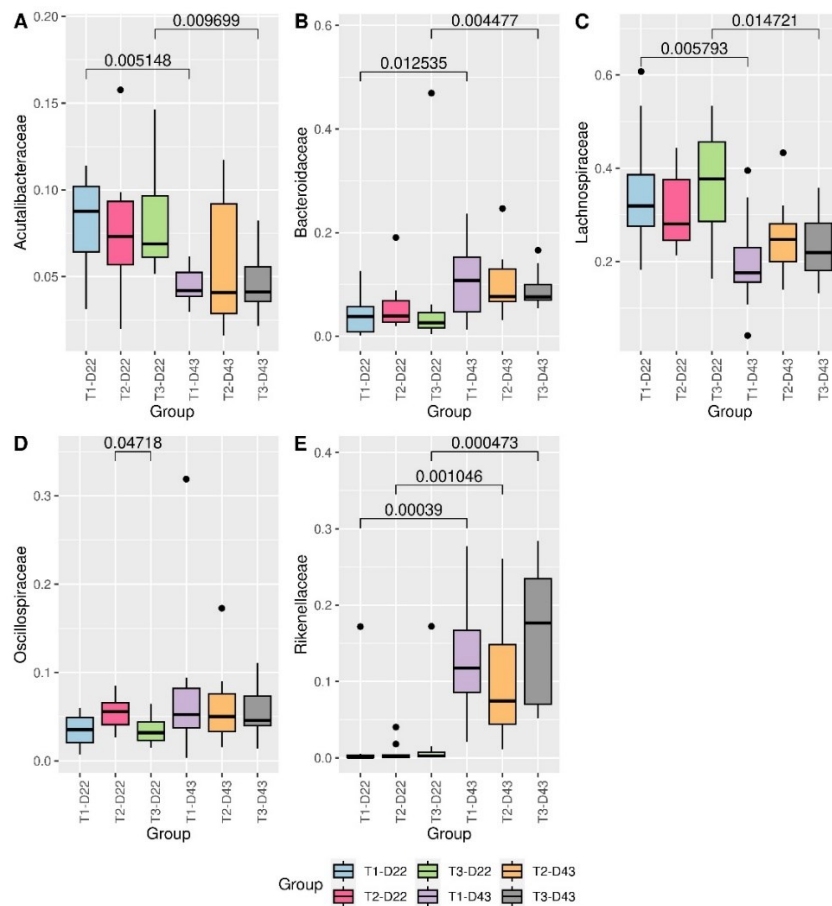 A
0.009699
0.005148
0.20
0.15
0.10
0.05
Acutalibacteraceae
T1-D22
T2-D22
T3-D22
T1-D43
T2-D43
T3-D43
Group
B
0.004477
0.012535
0.6
0.4
0.2
0.0
Bacteroidaceae
T1-D22
T2-D22
T3-D22
T1-D43
T2-D43
T3-D43
Group
C
0.014721
0.005793
0.6
0.4
0.2
Lachnospiraceae
T1-D22
T2-D22
T3-D22
T1-D43
T2-D43
T3-D43
Group
D
0.04718
0.3
0.2
0.1
0.0
Oscillospiraceae
T1-D22
T2-D22
T3-D22
T1-D43
T2-D43
T3-D43
Group
E
0.000473
0.001046
0.00039
0.4
0.3
0.2
0.1
0.0
Rikenellaceae
T1-D22
T2-D22
T3-D22
T1-D43
T2-D43
T3-D43
Group
Group
T1-D22 T3-D22 T2-D43
T2-D22 T1-D43 T3-D43